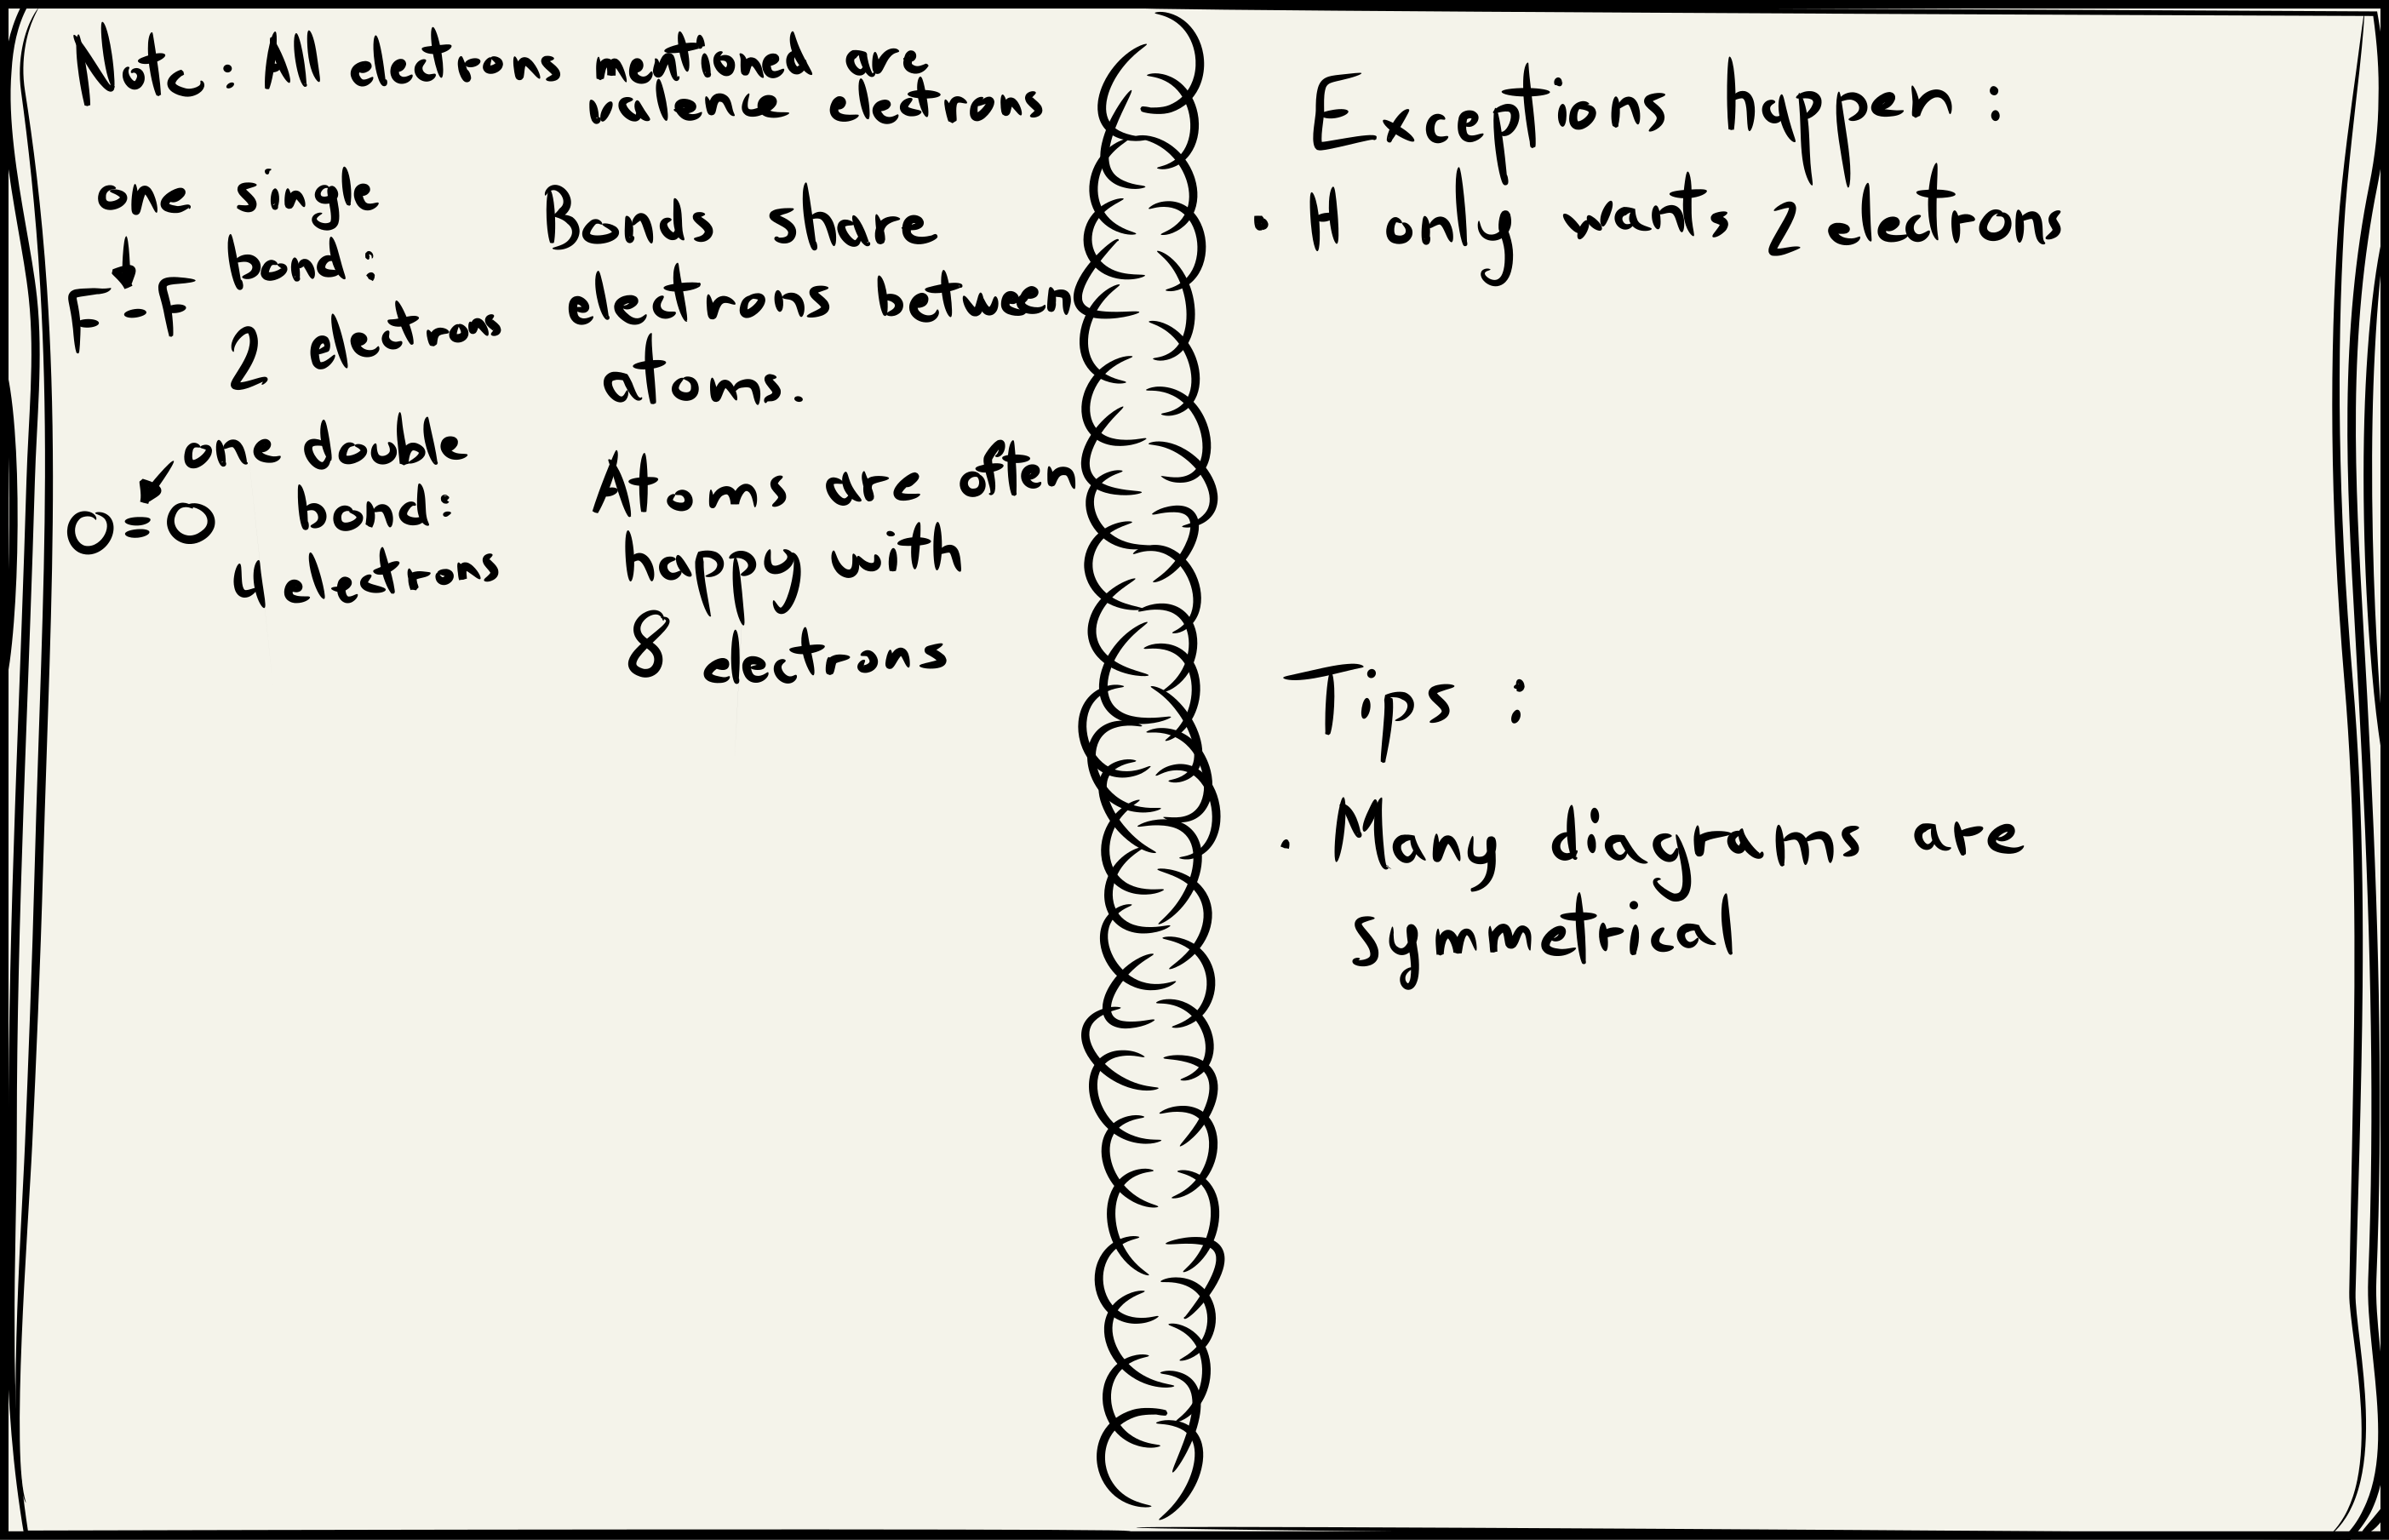 Note : All electrons mentioned are
valence electrons
one single
bond:
F-F
2 electrons
Bonds share
electrons between
atoms.
one double
bond:
O=O
4 electrons
Atoms are often
happy with
8 electrons
Exceptions happen :
· H only wants 2 electrons
Tips :
· Many diagrams are
symmetrical